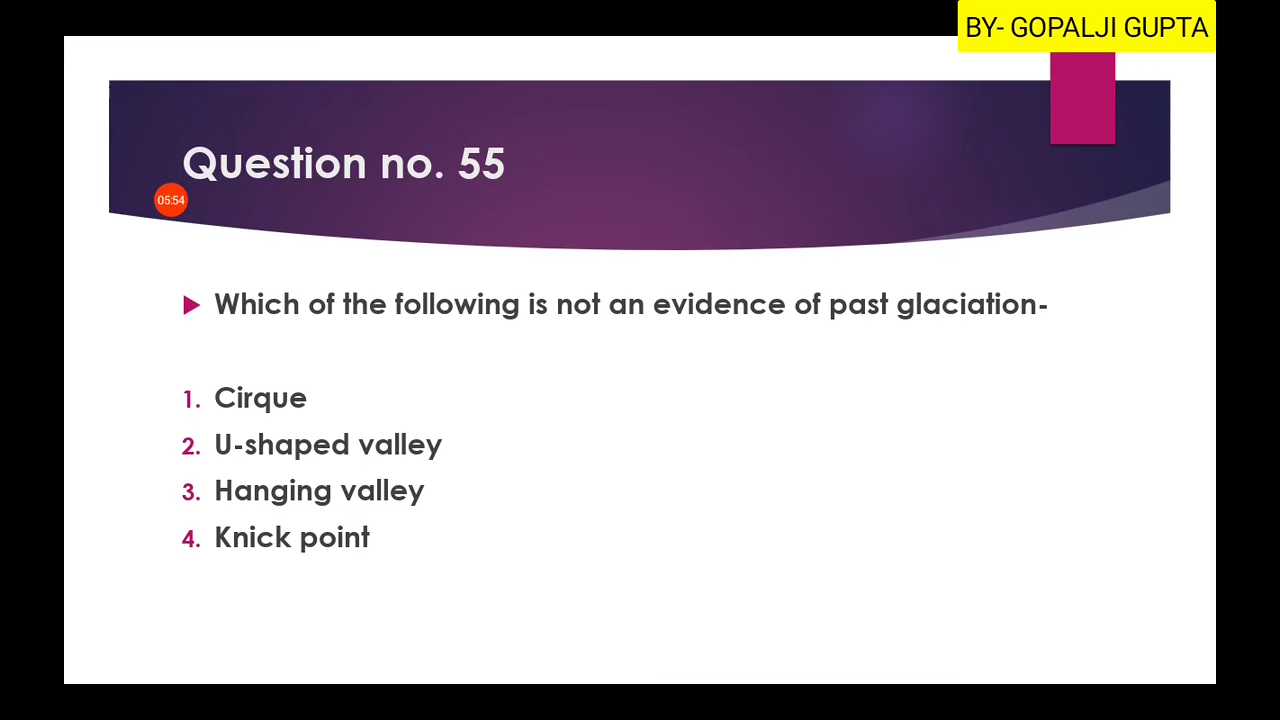 BY- GOPALJI GUPTA
Question no. 55
05:54
Which of the following is not an evidence of past glaciation-
1. Cirque
2. U-shaped valley
3. Hanging valley
4. Knick point